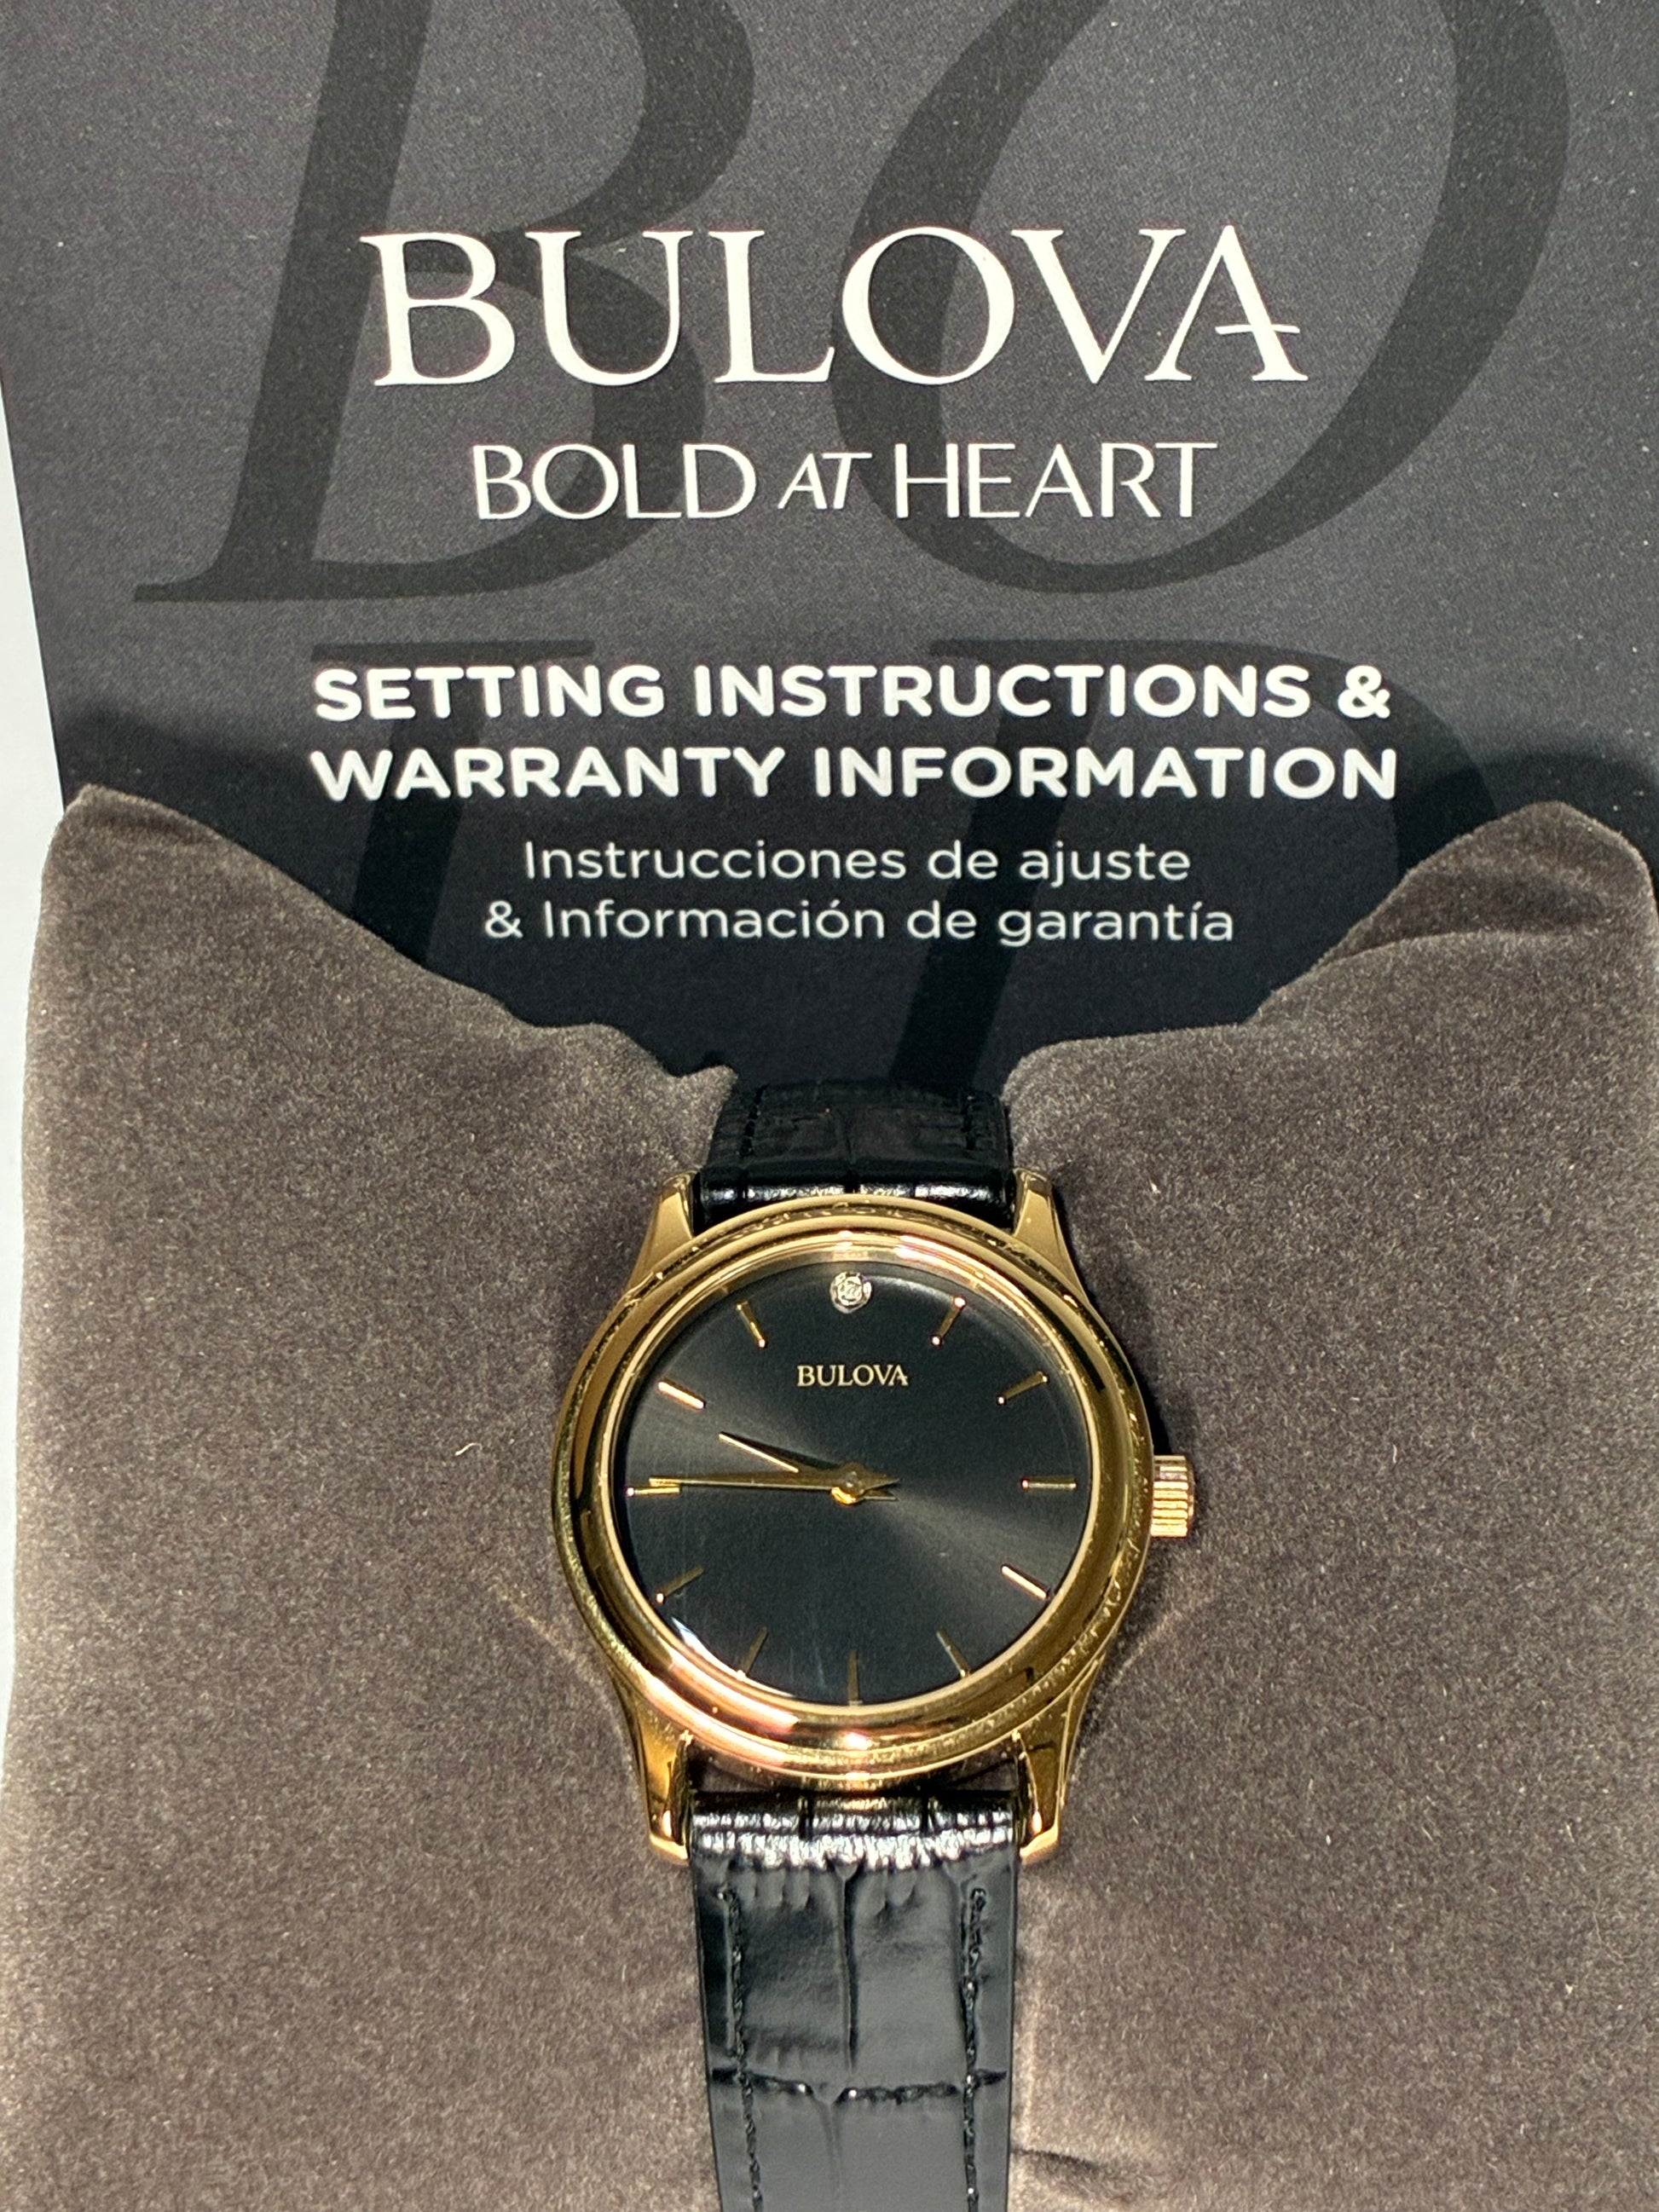 BULOVA
BOLD AT HEART
SETTING INSTRUCTIONS &
WARRANTY INFORMATION
Instrucciones de ajuste
& Información de garantía
BULOVA